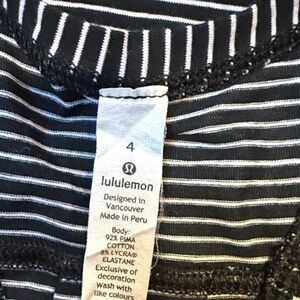 4
lululemon
Designed in
Vancouver
Made in Peru
Body:
92% PIMA
COTTON
8% LYCRA®
ELASTANE
Exclusive of
decoration
wash with
like colours